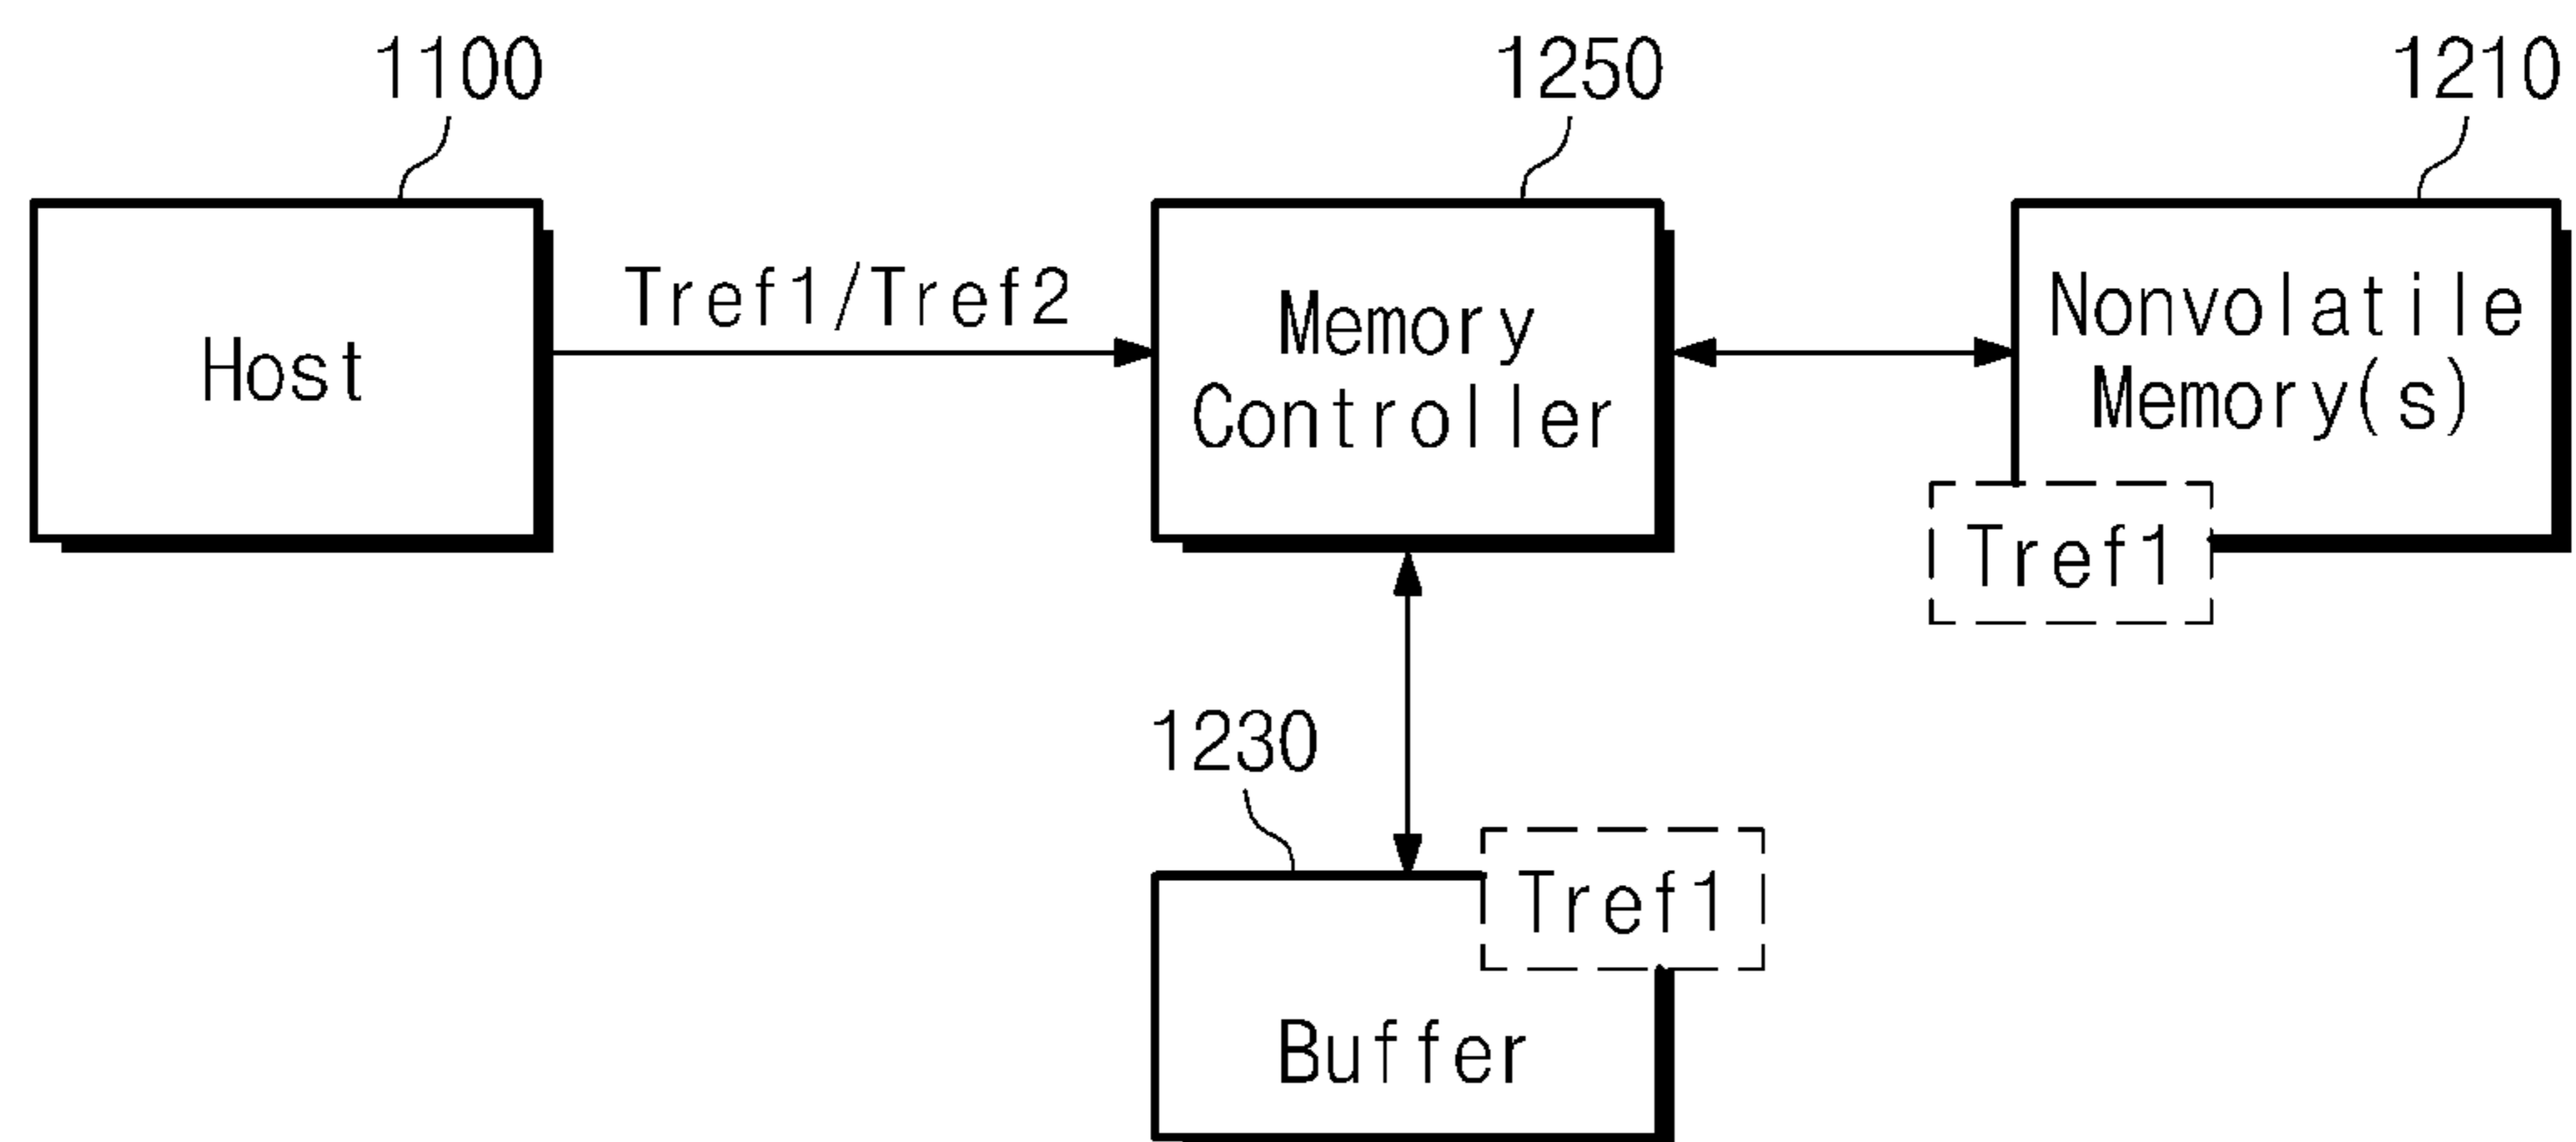 1100
1250
1210
Host
Tref1/Tref2
Memory
Controller
Nonvolatile
Memory(s)
Tref1
1230
Tref1
Buffer